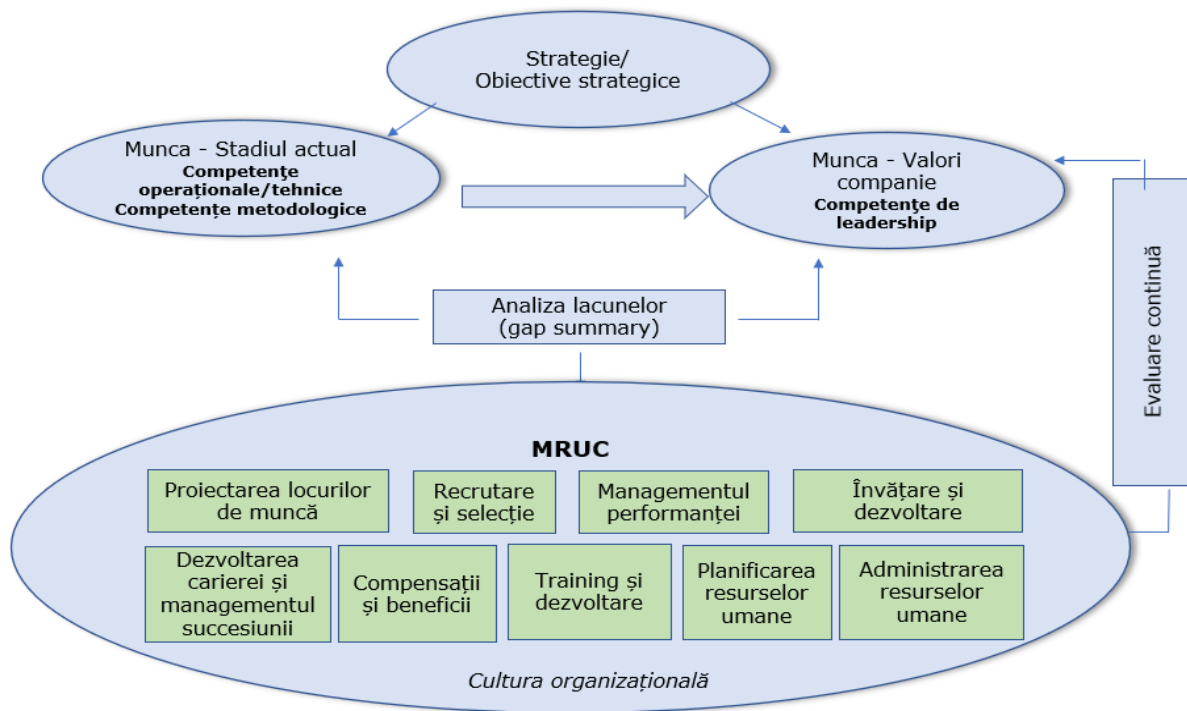 Strategie/
Obiective strategice
Munca - Stadiul actual
Competenţe
operaționale/tehnice
Competențe metodologice
Munca - Valori
companie
Competenţe de
leadership
Evaluare continuă
Analiza lacunelor
(gap summary)
MRUC
Proiectarea locurilor
de muncă
Recrutare
și selecție
Managementul
performanței
Învățare și
dezvoltare
Dezvoltarea
carierei și
managementul
succesiunii
Compensații
și beneficii
Training și
dezvoltare
Planificarea
resurselor
umane
Administrarea
resurselor
umane
Cultura organizațională